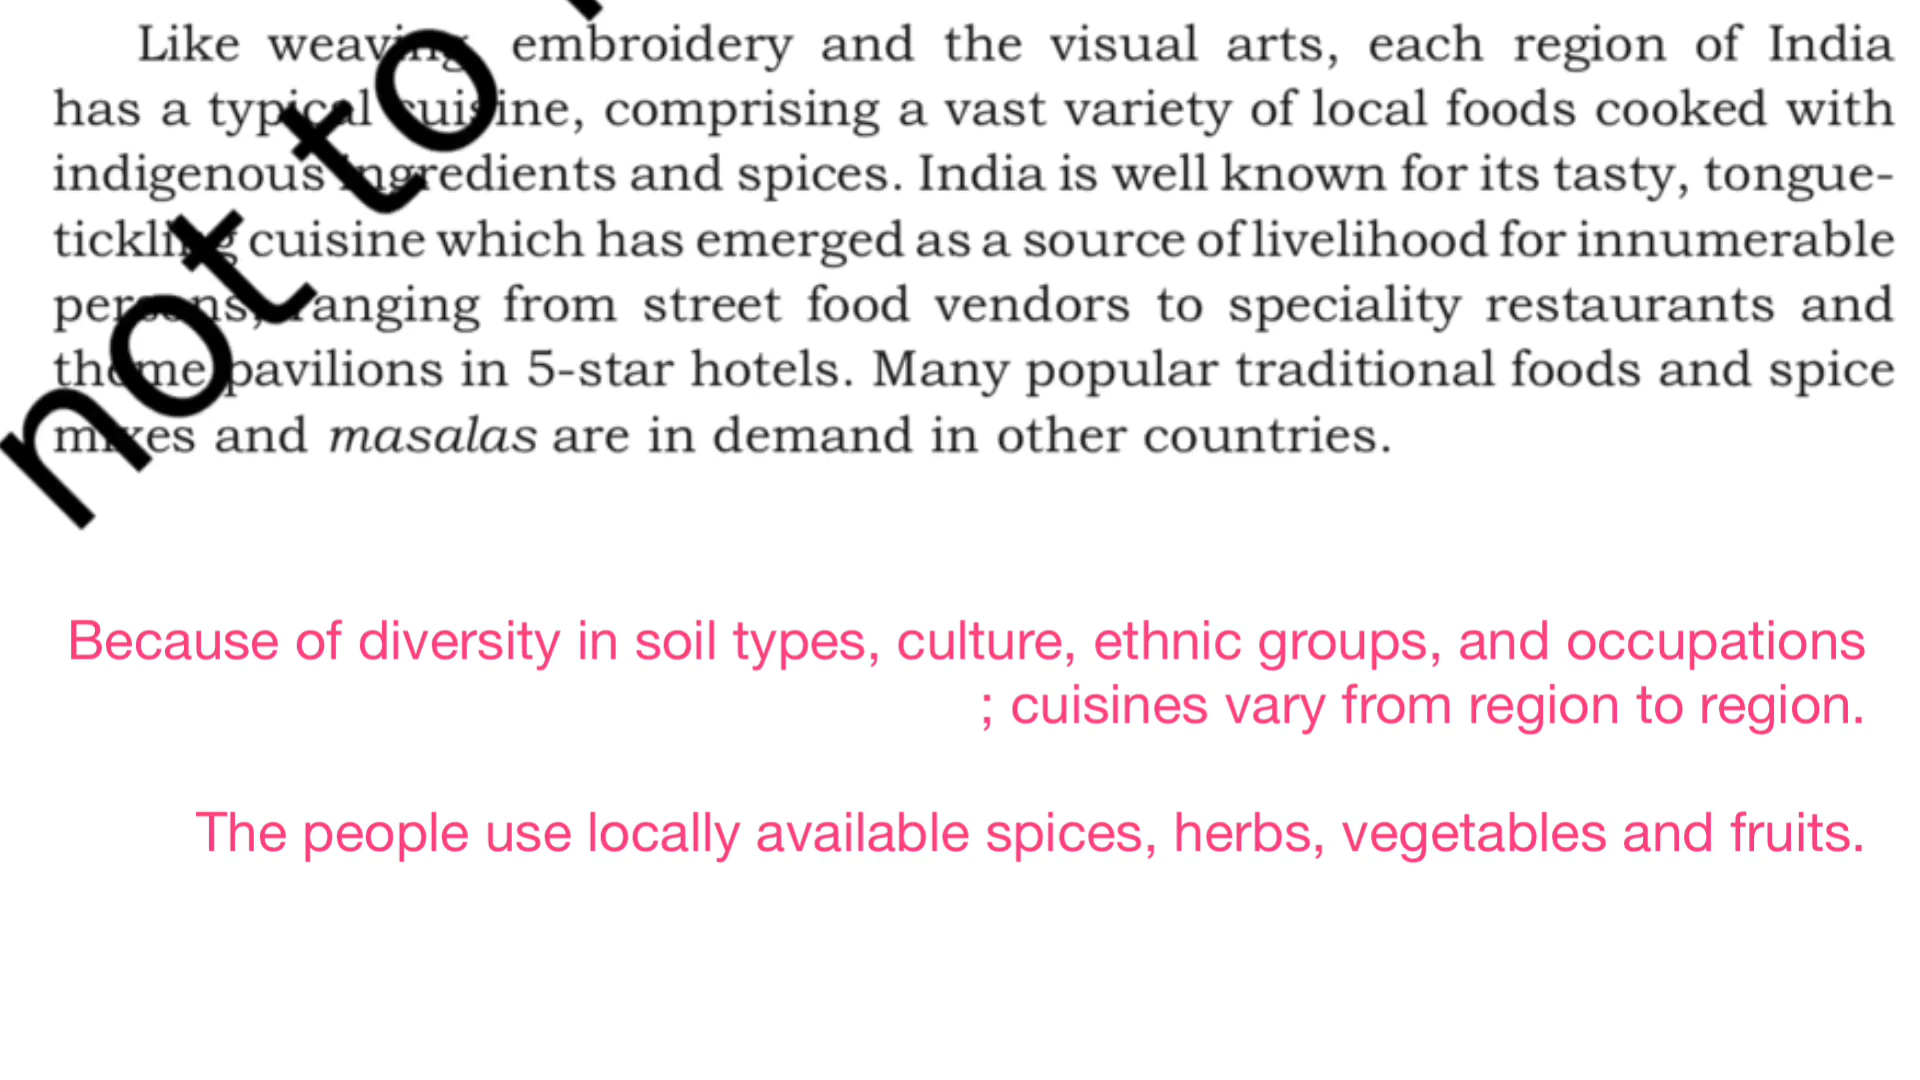 Like weaving, embroidery and the visual arts, each region of India
has a typical cuisine, comprising a vast variety of local foods cooked with
indigenous ingredients and spices. India is well known for its tasty, tongue-
tickling cuisine which has emerged as a source of livelihood for innumerable
persons, ranging from street food vendors to speciality restaurants and
theme pavilions in 5-star hotels. Many popular traditional foods and spice
mixes and masalas are in demand in other countries.
not to
Because of diversity in soil types, culture, ethnic groups, and occupations
; cuisines vary from region to region.
The people use locally available spices, herbs, vegetables and fruits.